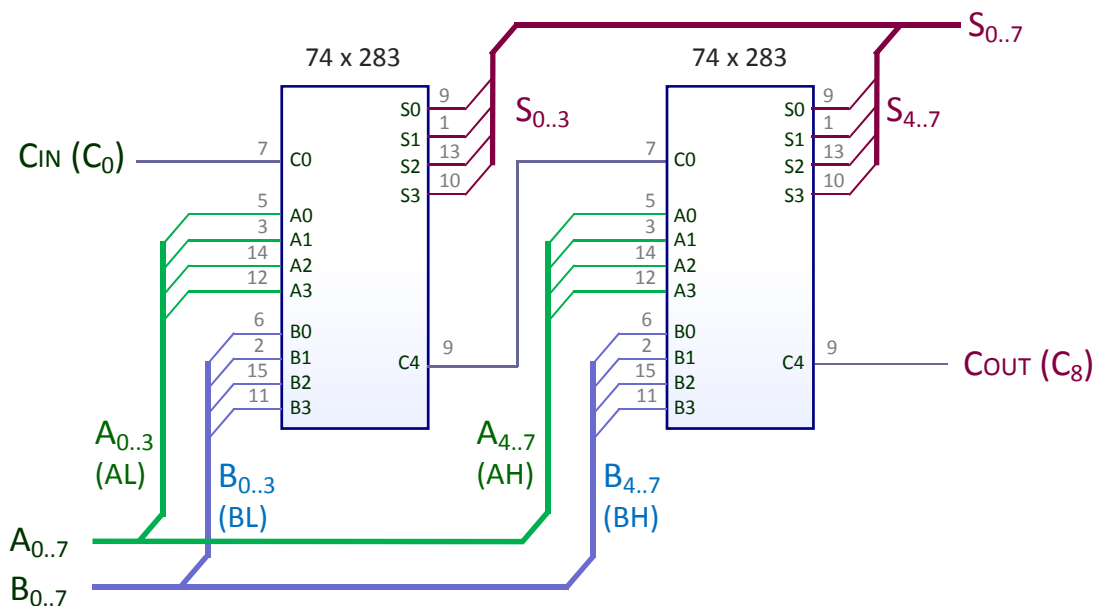 S0..7
74 x 283
74 x 283
S0
9
S0
9
S0..3
S4..7
S1
1
S1
1
CIN (C0)
7
C0
S2
13
7
C0
S2
13
S3
10
S3
10
5
A0
5
A0
3
A1
3
A1
14
A2
14
A2
12
A3
12
A3
6
B0
6
B0
2
B1
C4
9
2
B1
C4
9
COUT (C8)
15
B2
15
B2
11
B3
11
B3
A0..3
(AL)
A4..7
(AH)
B0..3
(BL)
B4..7
(BH)
A0..7
B0..7